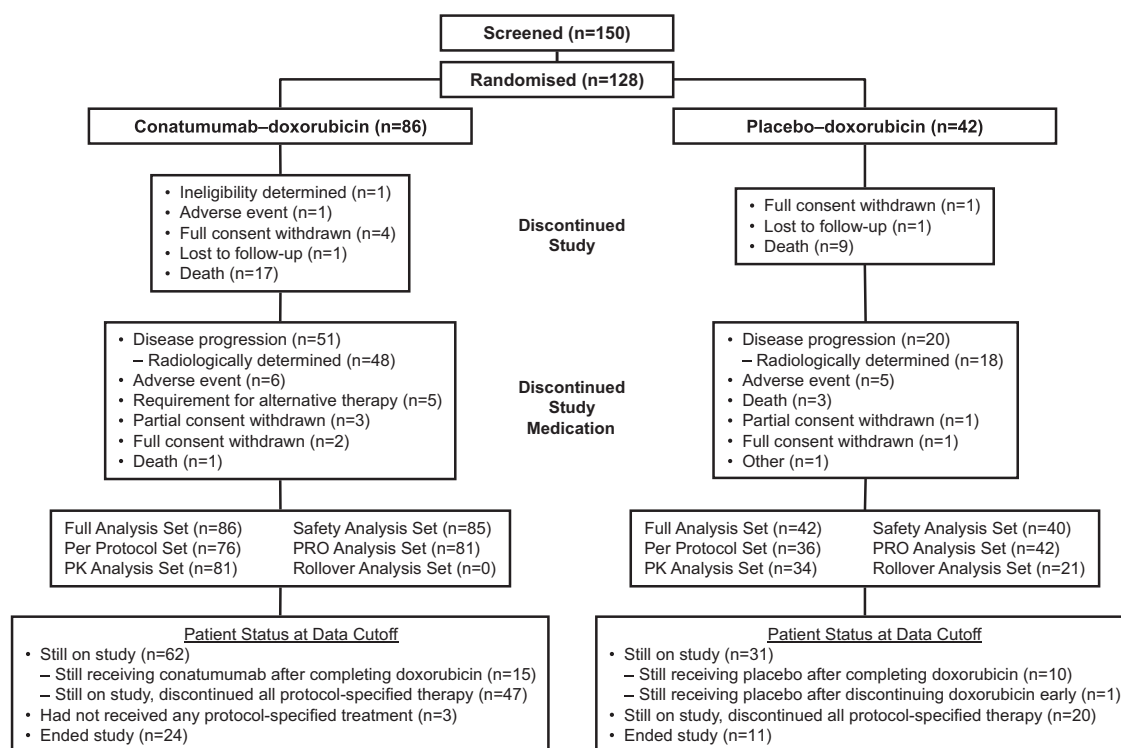 Screened (n=150)
Randomised (n=128)
Conatumumab–doxorubicin (n=86)
Placebo–doxorubicin (n=42)
• Ineligibility determined (n=1)
• Adverse event (n=1)
• Full consent withdrawn (n=4)
• Lost to follow-up (n=1)
• Death (n=17)
Discontinued
Study
• Full consent withdrawn (n=1)
• Lost to follow-up (n=1)
• Death (n=9)
• Disease progression (n=51)
– Radiologically determined (n=48)
• Adverse event (n=6)
• Requirement for alternative therapy (n=5)
• Partial consent withdrawn (n=3)
• Full consent withdrawn (n=2)
• Death (n=1)
Discontinued
Study
Medication
• Disease progression (n=20)
– Radiologically determined (n=18)
• Adverse event (n=5)
• Death (n=3)
• Partial consent withdrawn (n=1)
• Full consent withdrawn (n=1)
• Other (n=1)
Full Analysis Set (n=86) Safety Analysis Set (n=85)
Per Protocol Set (n=76) PRO Analysis Set (n=81)
PK Analysis Set (n=81) Rollover Analysis Set (n=0)
Full Analysis Set (n=42) Safety Analysis Set (n=40)
Per Protocol Set (n=36) PRO Analysis Set (n=42)
PK Analysis Set (n=34) Rollover Analysis Set (n=21)
Patient Status at Data Cutoff
• Still on study (n=62)
– Still receiving conatumumab after completing doxorubicin (n=15)
– Still on study, discontinued all protocol-specified therapy (n=47)
• Had not received any protocol-specified treatment (n=3)
• Ended study (n=24)
Patient Status at Data Cutoff
• Still on study (n=31)
– Still receiving placebo after completing doxorubicin (n=10)
– Still receiving placebo after discontinuing doxorubicin early (n=1)
• Still on study, discontinued all protocol-specified therapy (n=20)
• Ended study (n=11)